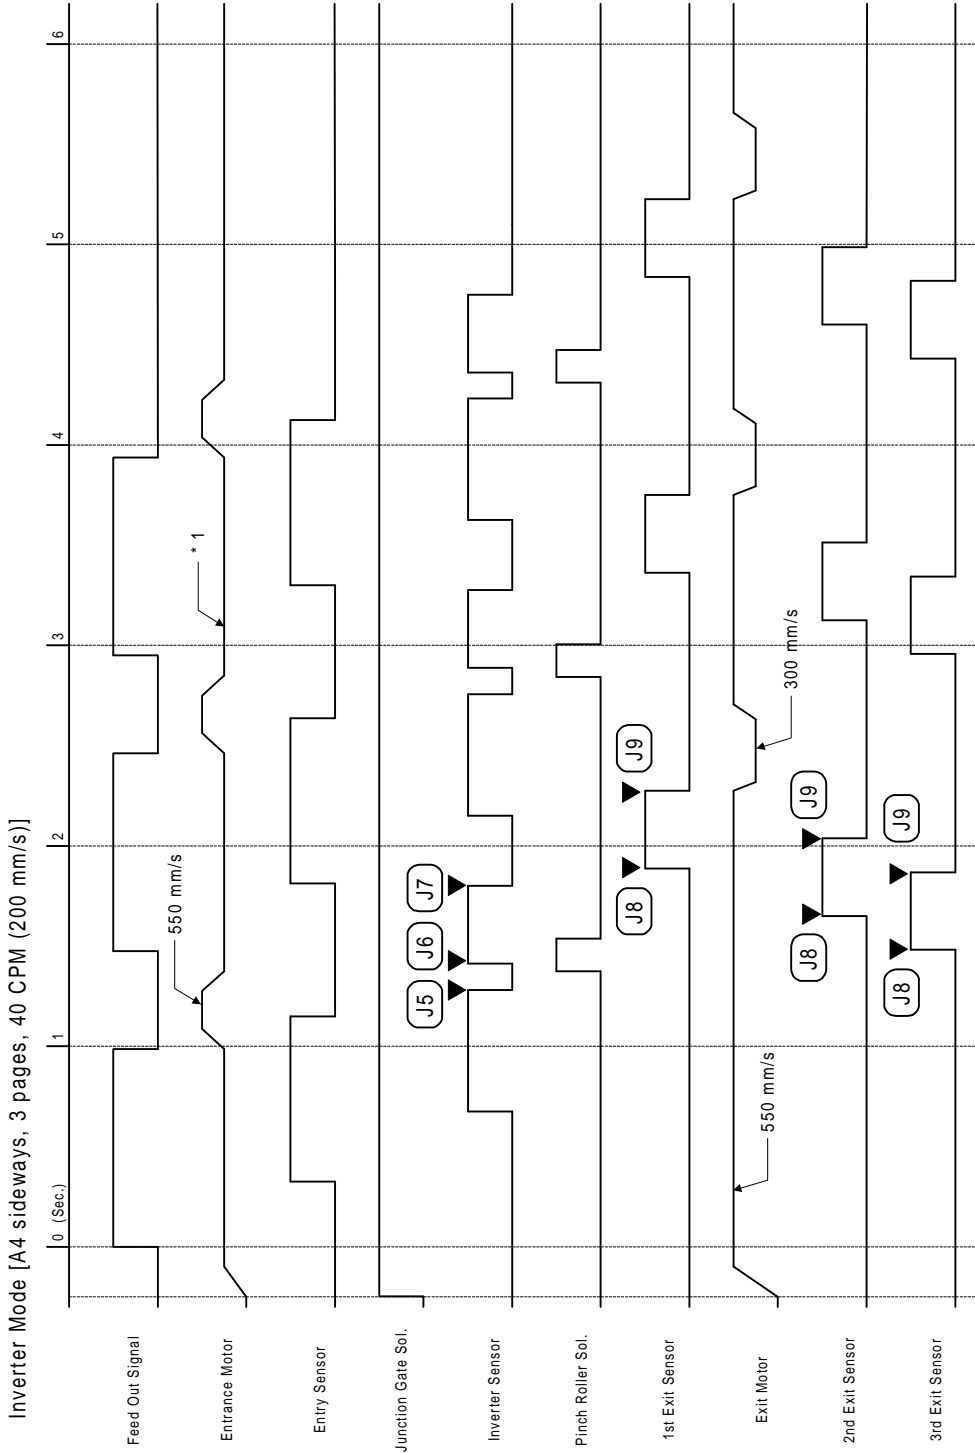 Inverter Mode [A4 sideways, 3 pages, 40 CPM (200 mm/s)]
0 (Sec.)
1
2
3
4
5
6
Feed Out Signal
Entrance Motor
550 mm/s
* 1
Entry Sensor
Junction Gate Sol.
Inverter Sensor
J5
J6
J7
Pinch Roller Sol.
1st Exit Sensor
J8
J9
Exit Motor
550 mm/s
300 mm/s
2nd Exit Sensor
J8
J9
3rd Exit Sensor
J8
J9